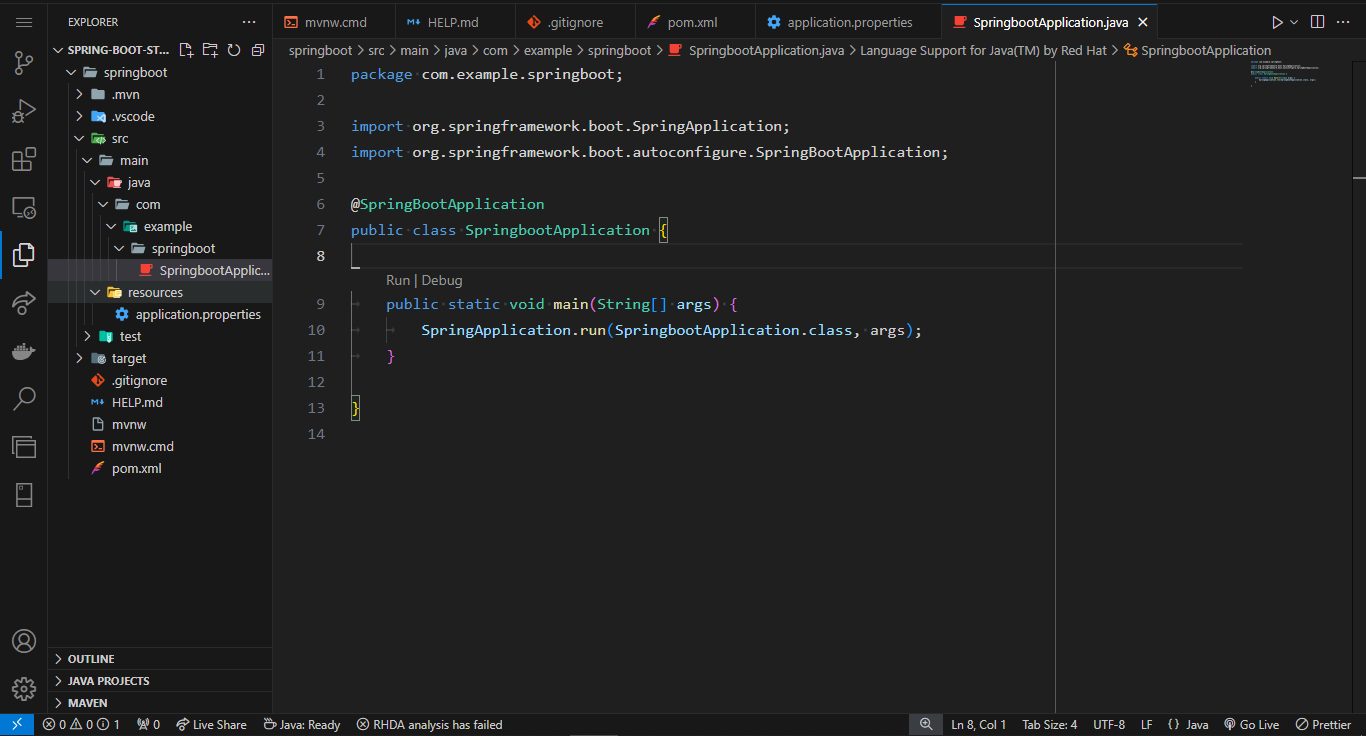 EXPLORER
mvnw.cmd
HELP.md
.gitignore
pom.xml
application.properties
SpringbootApplication.java
SPRING-BOOT-ST...
springboot > src > main > java > com > example > springboot > SpringbootApplication.java > Language Support for Java(TM) by Red Hat > SpringbootApplication
springboot
.mvn
.vscode
src
main
java
com
example
springboot
SpringbootApplic...
resources
application.properties
test
target
.gitignore
HELP.md
mvnw
mvnw.cmd
pom.xml
OUTLINE
JAVA PROJECTS
MAVEN
1 package com.example.springboot;
2
3 import org.springframework.boot.SpringApplication;
4 import org.springframework.boot.autoconfigure.SpringBootApplication;
5
6 @SpringBootApplication
7 public class SpringbootApplication {
8
Run | Debug
9 public static void main(String[] args) {
10 SpringApplication.run(SpringbootApplication.class, args);
11 }
12
13 }
14
0 0 1 0 Live Share Java: Ready RHDA analysis has failed Ln 8, Col 1 Tab Size: 4 UTF-8 LF {} Java Go Live Prettier